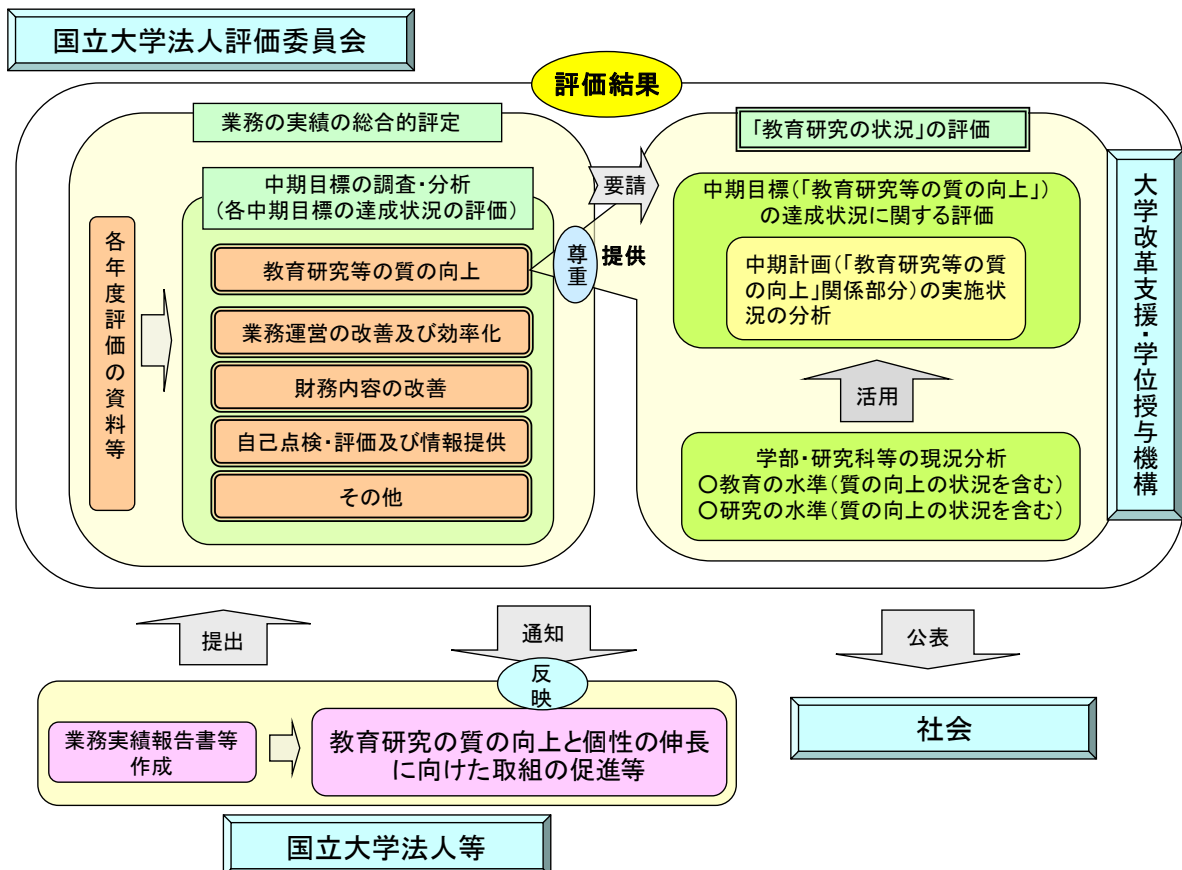 国立大学法人評価委員会
評価結果
業務の実績の総合的評定
中期目標の調査・分析
(各中期目標の達成状況の評価)
各年度評価の資料等
教育研究等の質の向上
業務運営の改善及び効率化
財務内容の改善
自己点検・評価及び情報提供
その他
要請
尊重
提供
「教育研究の状況」の評価
中期目標(「教育研究等の質の向上」)
の達成状況に関する評価
中期計画(「教育研究等の質
の向上」関係部分)の実施状
況の分析
活用
学部・研究科等の現況分析
○教育の水準(質の向上の状況を含む)
○研究の水準(質の向上の状況を含む)
大学改革支援・学位授与機構
提出
通知
公表
反映
業務実績報告書等
作成
教育研究の質の向上と個性の伸長
に向けた取組の促進等
社会
国立大学法人等